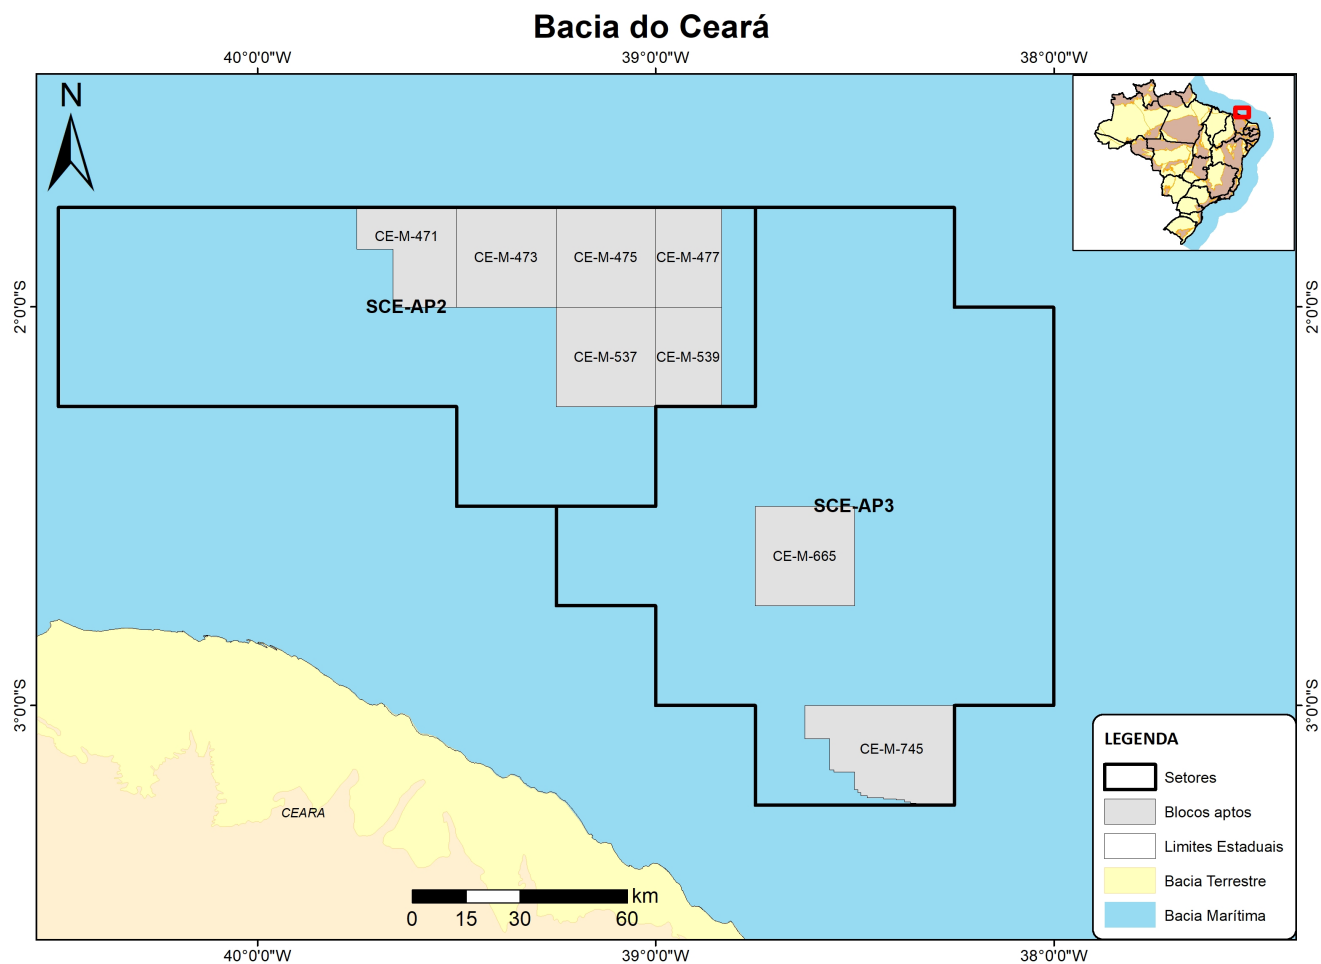 Bacia do Ceará
40°0'0"W
39°0'0"W
38°0'0"W
N
CE-M-471
CE-M-473
CE-M-475
CE-M-477
2°0'0"S
SCE-AP2
2°0'0"S
CE-M-537
CE-M-539
SCE-AP3
CE-M-665
3°0'0"S
3°0'0"S
CE-M-745
CEARA
LEGENDA
Setores
Blocos aptos
Limites Estaduais
Bacia Terrestre
Bacia Marítima
km
0
15
30
60
40°0'0"W
39°0'0"W
38°0'0"W